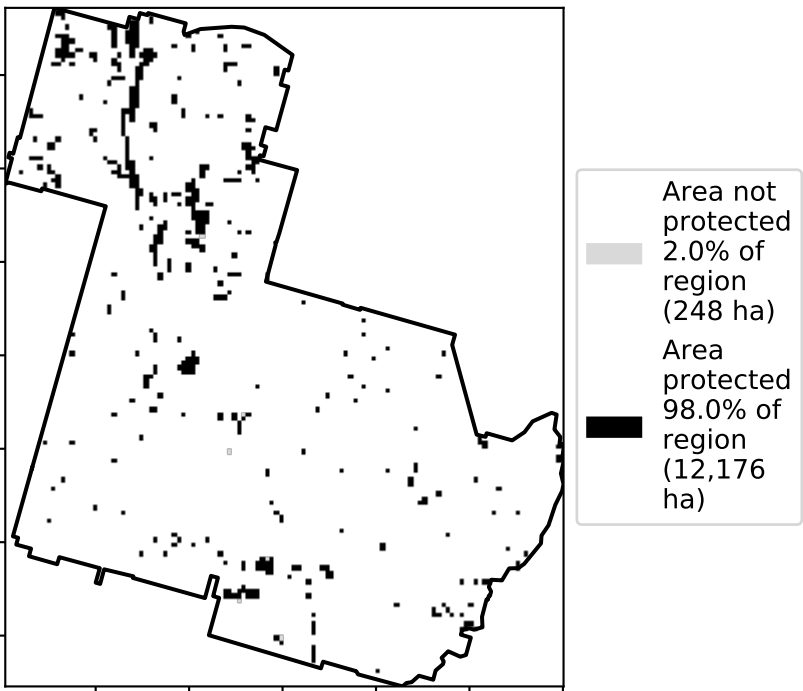 Area not
protected
2.0% of
region
(248 ha)
Area
protected
98.0% of
region
(12,176
ha)